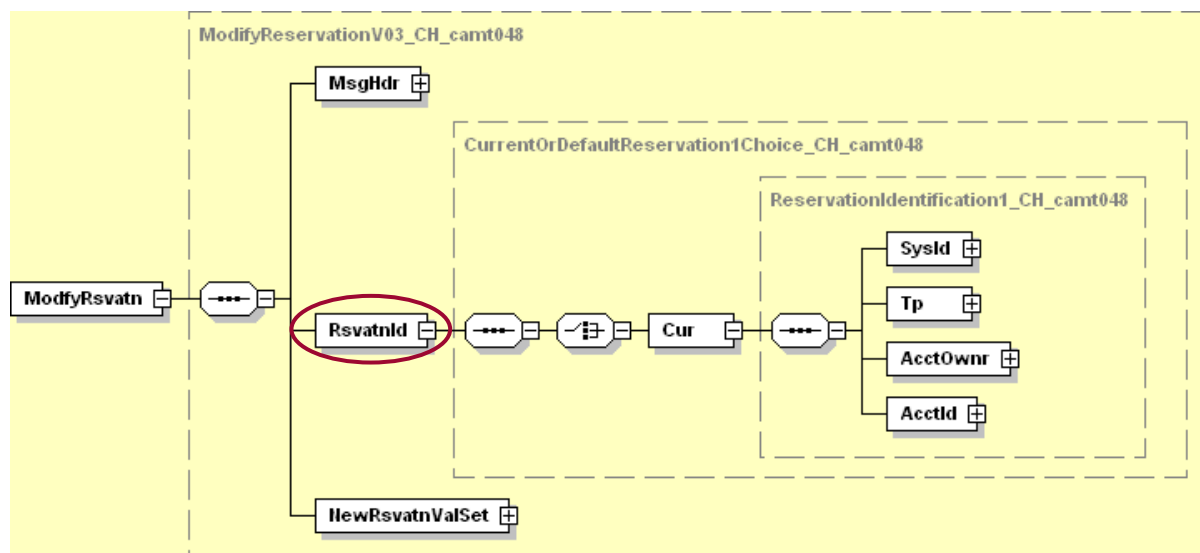 ModifyReservationV03_CH_camt048
MsgHdr
CurrentOrDefaultReservation1Choice_CH_camt048
ReservationIdentification1_CH_camt048
SysId
ModfyRsvatn
Tp
RsvatnId
Cur
AcctOwnr
AcctId
NewRsvatnValSet